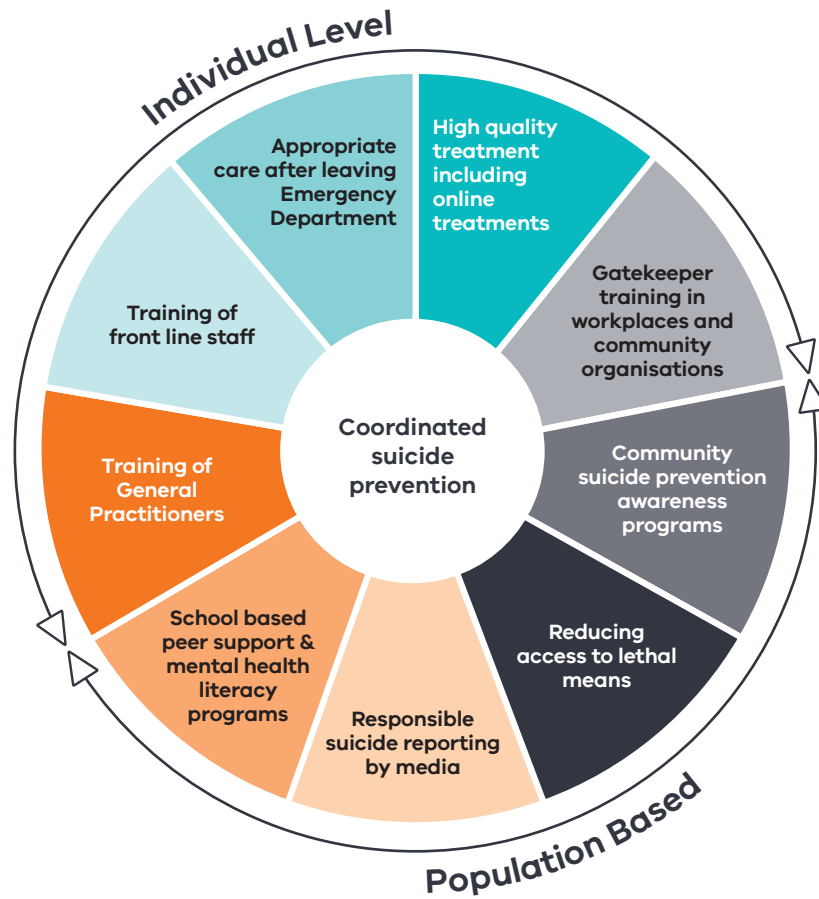 Individual Level
High quality
treatment
including
online
treatments
Gatekeeper
training in
workplaces and
community
organisations
Community
suicide prevention
awareness
programs
Reducing
access to lethal
means
Responsible
suicide reporting
by media
School based
peer support &
mental health
literacy
programs
Training of
General
Practitioners
Training of
front line staff
Appropriate
care after leaving
Emergency
Department
Coordinated
suicide
prevention
Population Based